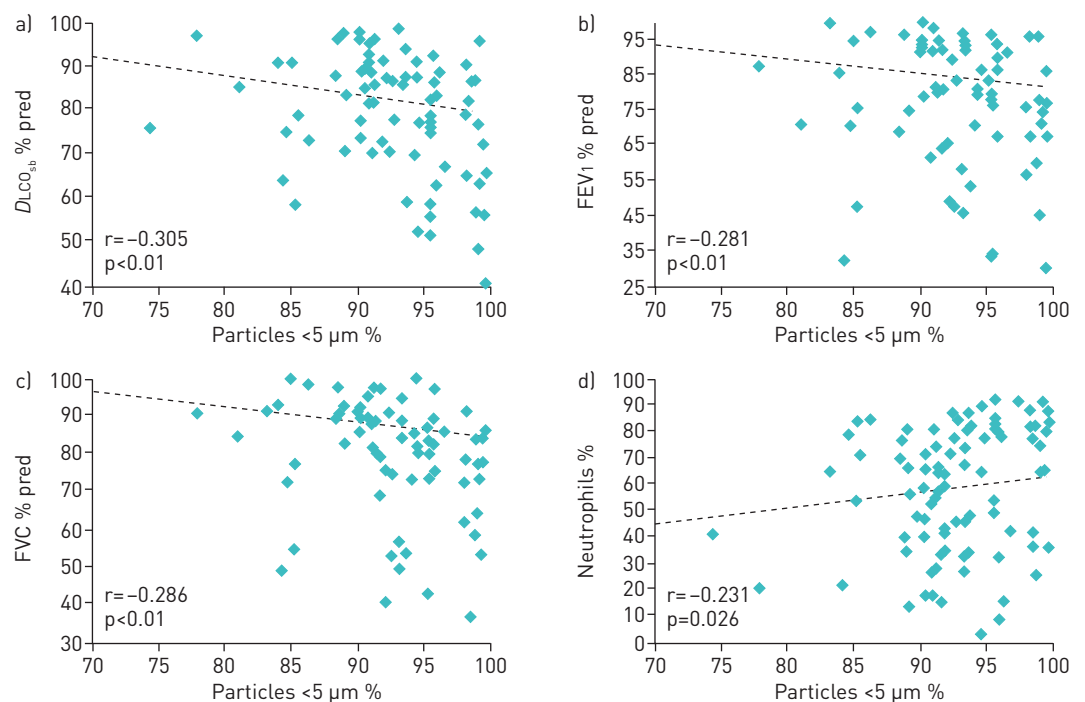 a)
100
90
80
70
60
50
40
DLCOsb % pred
r=−0.305
p<0.01
70 75 80 85 90 95 100
Particles <5 µm %
b)
95
85
75
65
55
45
35
25
FEV1 % pred
r=−0.281
p<0.01
70 75 80 85 90 95 100
Particles <5 µm %
c)
100
90
80
70
60
50
40
30
FVC % pred
r=−0.286
p<0.01
70 75 80 85 90 95 100
Particles <5 µm %
d)
100
90
80
70
60
50
40
30
20
10
0
Neutrophils %
r=−0.231
p=0.026
70 75 80 85 90 95 100
Particles <5 µm %